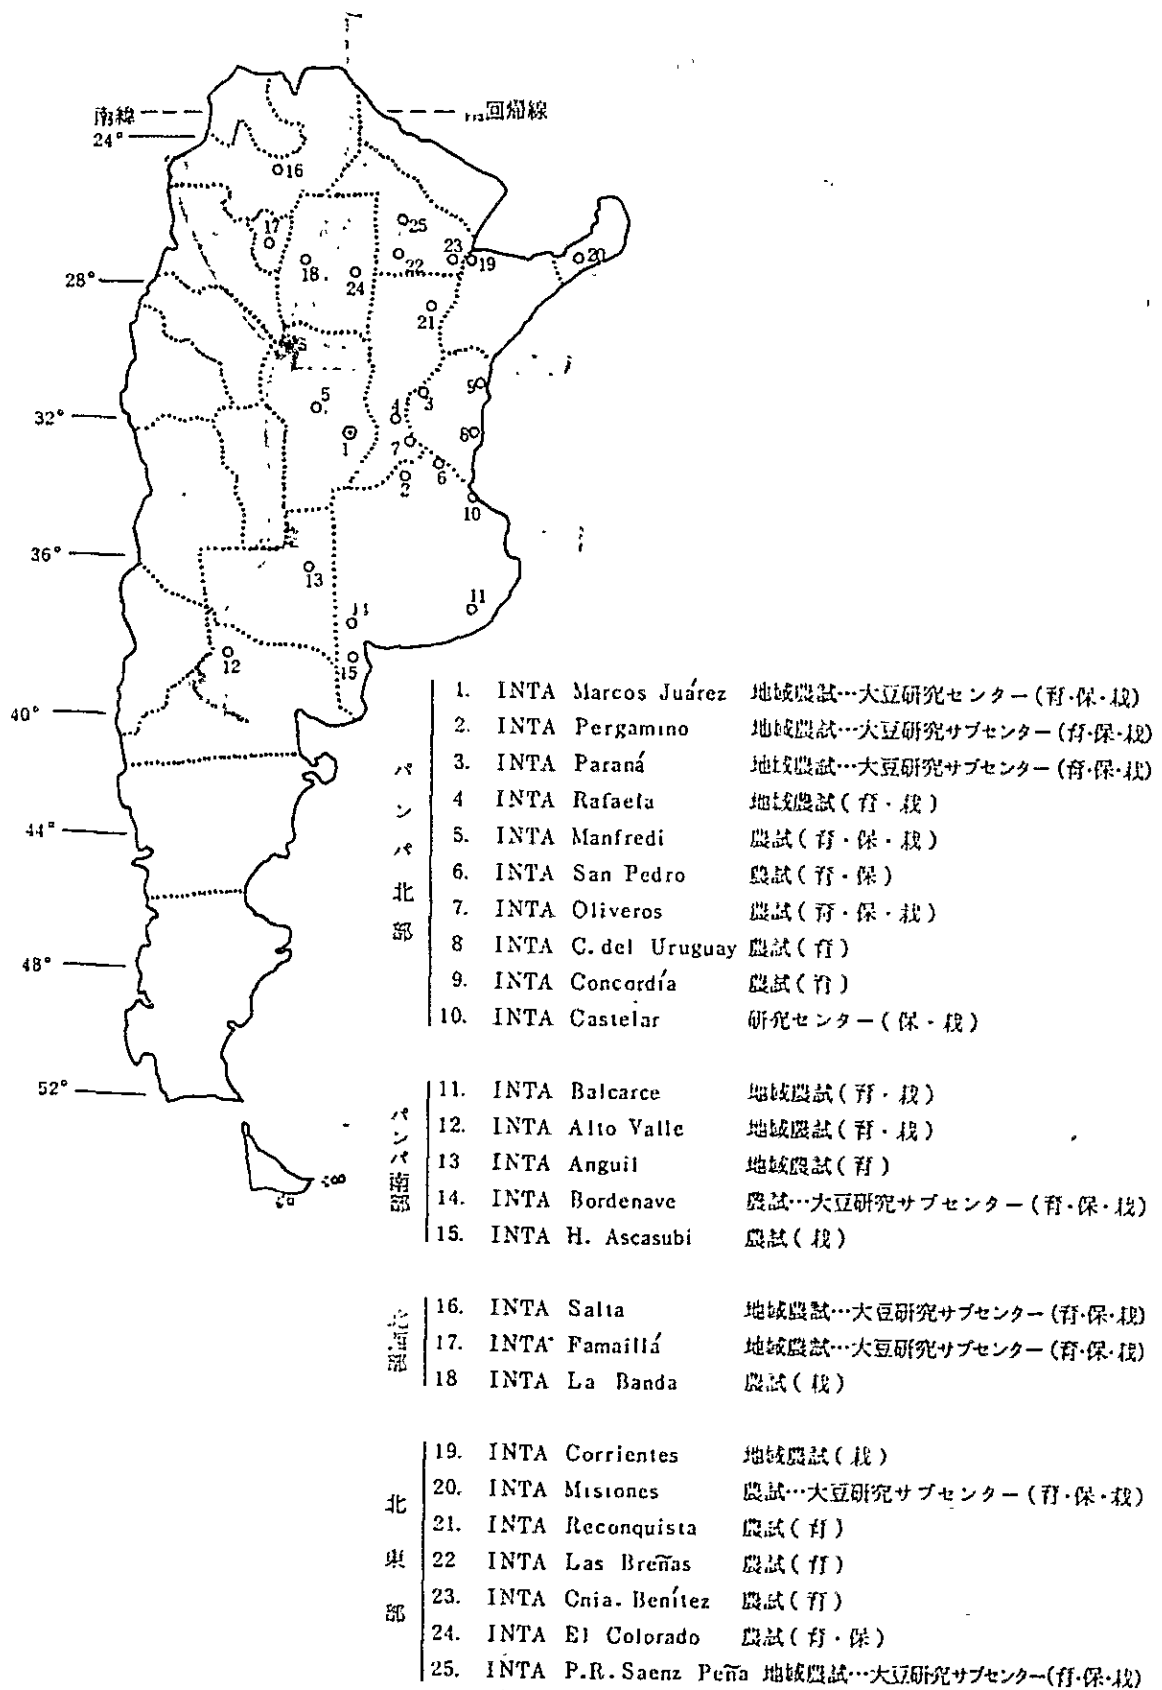 南緯
回帰線
24°
16
17
25
23
22
19
20
18
24
28°
21
5
4
3
9
32°
1
7
8
2
6
10
36°
13
11
12
15
40°
44°
48°
52°
パンパ北部
1. INTA Marcos Juárez 地域農試…大豆研究センター(育・保・栽)
2. INTA Pergamino 地域農試…大豆研究サブセンター(育・保・栽)
3. INTA Paraná 地域農試…大豆研究サブセンター(育・保・栽)
4 INTA Rafaela 地域農試(育・栽)
5. INTA Manfredi 農試(育・保・栽)
6. INTA San Pedro 農試(育・保)
7. INTA Oliveros 農試(育・保・栽)
8 INTA C.del Uruguay 農試(育)
9. INTA Concordía 農試(育)
10. INTA Castelar 研究センター(保・栽)
パンパ南部
11. INTA Balcarce 地域農試(育・栽)
12. INTA Alto Valle 地域農試(育・栽)
13 INTA Anguil 地域農試(育)
14. INTA Bordenave 農試…大豆研究サブセンター(育・保・栽)
15. INTA H. Ascasubi 農試(栽)
北西部
16. INTA Salta 地域農試…大豆研究サブセンター(育・保・栽)
17. INTA Famaillá 地域農試…大豆研究サブセンター(育・保・栽)
18 INTA La Banda 農試(栽)
北東部
19. INTA Corrientes 地域農試(栽)
20. INTA Misiones 農試…大豆研究サブセンター(育・保・栽)
21. INTA Reconquista 農試(育)
22 INTA Las Breñas 農試(育)
23. INTA Cnia. Benítez 農試(育)
24. INTA El Colorado 農試(育・保)
25. INTA P.R. Saenz Peña 地域農試…大豆研究サブセンター(育・保・栽)